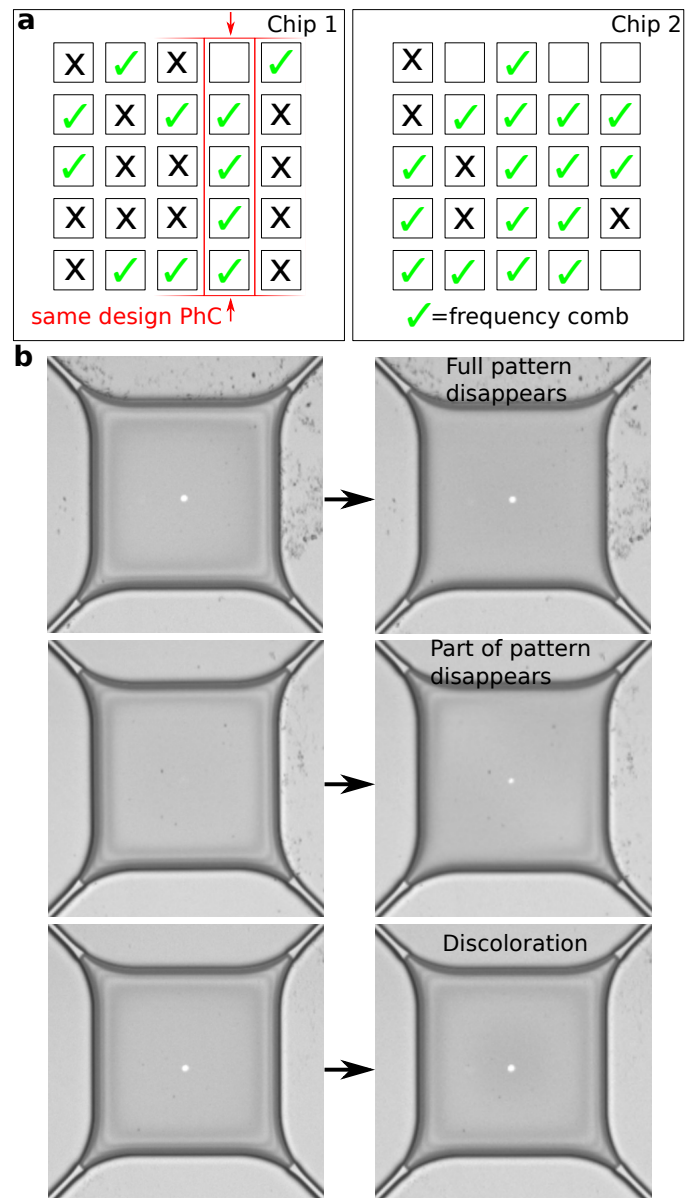 a
Chip 1
Chip 2
X ✓ X ✓
✓ X ✓ ✓ X
✓ X X ✓ X
X X X ✓ X
X ✓ ✓ ✓ X
X ✓
X ✓ ✓ ✓ ✓
✓ X ✓ ✓ ✓
✓ X ✓ ✓ X
✓ ✓ ✓ ✓
same design PhC
✓=frequency comb
b
Full pattern
disappears
Part of pattern
disappears
Discoloration